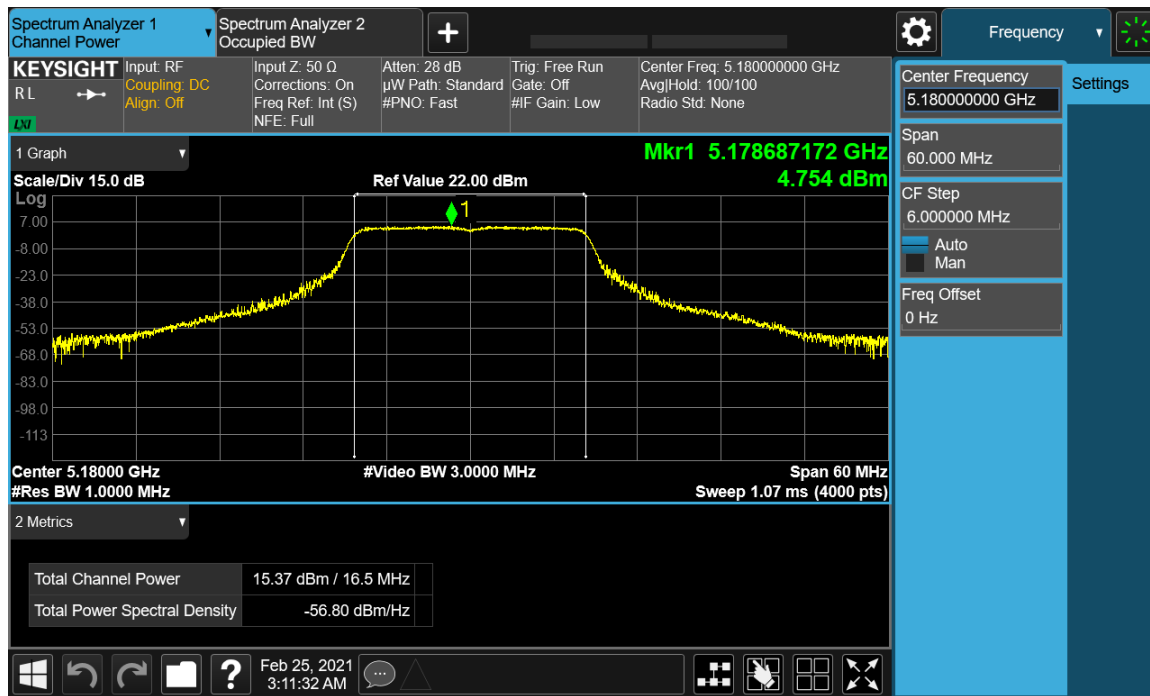 Spectrum Analyzer 1
Channel Power
Spectrum Analyzer 2
Occupied BW
Frequency
KEYSIGHT
RL
LXI
Input: RF
Coupling: DC
Align: Off
Input Z: 50 Ω
Corrections: On
Freq Ref: Int (S)
NFE: Full
Atten: 28 dB
µW Path: Standard
#PNO: Fast
Trig: Free Run
Gate: Off
#IF Gain: Low
Center Freq: 5.180000000 GHz
Avg|Hold: 100/100
Radio Std: None
Center Frequency
5.180000000 GHz
Settings
Span
60.000 MHz
CF Step
6.000000 MHz
Auto
Man
Freq Offset
0 Hz
1 Graph
Mkr1 5.178687172 GHz
4.754 dBm
Scale/Div 15.0 dB
Ref Value 22.00 dBm
Log
1
7.00
-8.00
-23.0
-38.0
-53.0
-68.0
-83.0
-98.0
-113
Center 5.18000 GHz
#Video BW 3.0000 MHz
Span 60 MHz
#Res BW 1.0000 MHz
Sweep 1.07 ms (4000 pts)
2 Metrics
Total Channel Power 15.37 dBm / 16.5 MHz
Total Power Spectral Density -56.80 dBm/Hz
?
Feb 25, 2021
3:11:32 AM